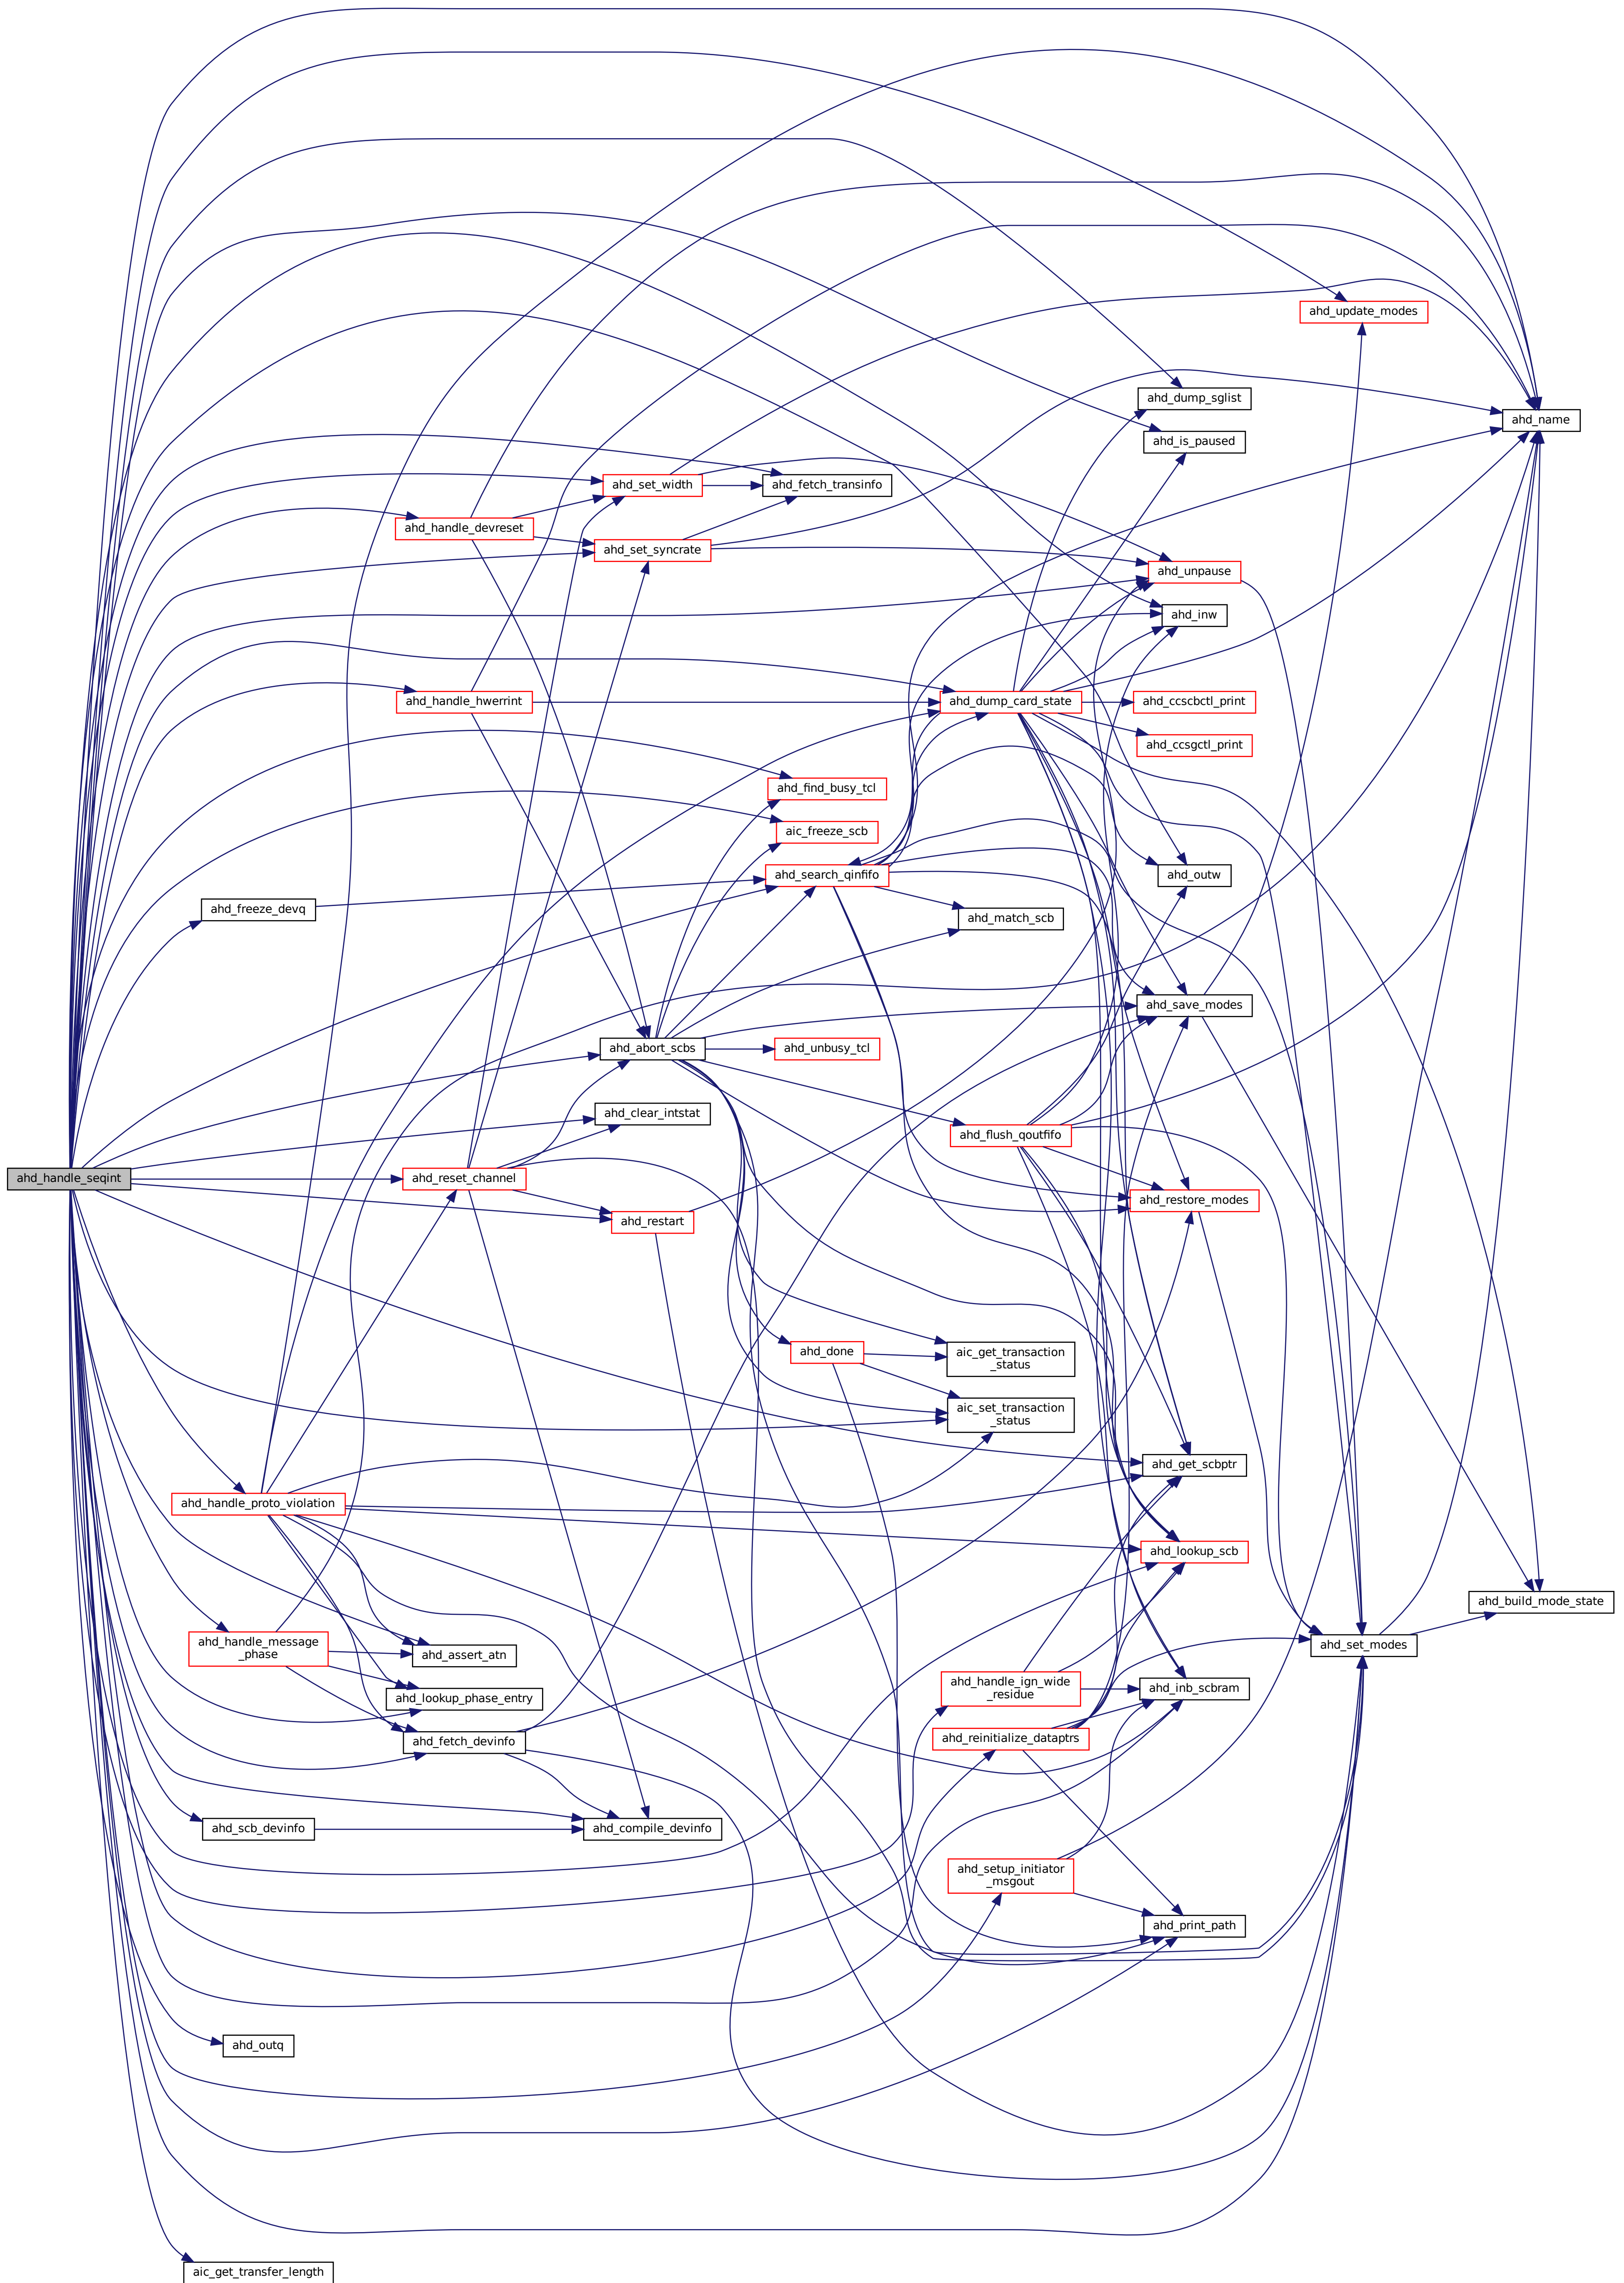 ahd_update_modes
ahd_dump_sglist
ahd_name
ahd_is_paused
ahd_set_width
ahd_fetch_transinfo
ahd_handle_devreset
ahd_set_syncrate
ahd_unpause
ahd_inw
ahd_handle_hwerrint
ahd_dump_card_state
ahd_ccscbctl_print
ahd_ccsgctl_print
ahd_find_busy_tcl
aic_freeze_scb
ahd_search_qinfifo
ahd_outw
ahd_freeze_devq
ahd_match_scb
ahd_save_modes
ahd_abort_scbs
ahd_unbusy_tcl
ahd_clear_intstat
ahd_flush_qoutfifo
ahd_handle_seqint
ahd_reset_channel
ahd_restore_modes
ahd_restart
ahd_done
aic_get_transaction
_status
aic_set_transaction
_status
ahd_get_scbptr
ahd_handle_proto_violation
ahd_lookup_scb
ahd_build_mode_state
ahd_handle_message
_phase
ahd_assert_atn
ahd_set_modes
ahd_handle_ign_wide
_residue
ahd_inb_scbram
ahd_lookup_phase_entry
ahd_fetch_devinfo
ahd_reinitialize_dataptrs
ahd_scb_devinfo
ahd_compile_devinfo
ahd_setup_initiator
_msgout
ahd_print_path
ahd_outq
aic_get_transfer_length